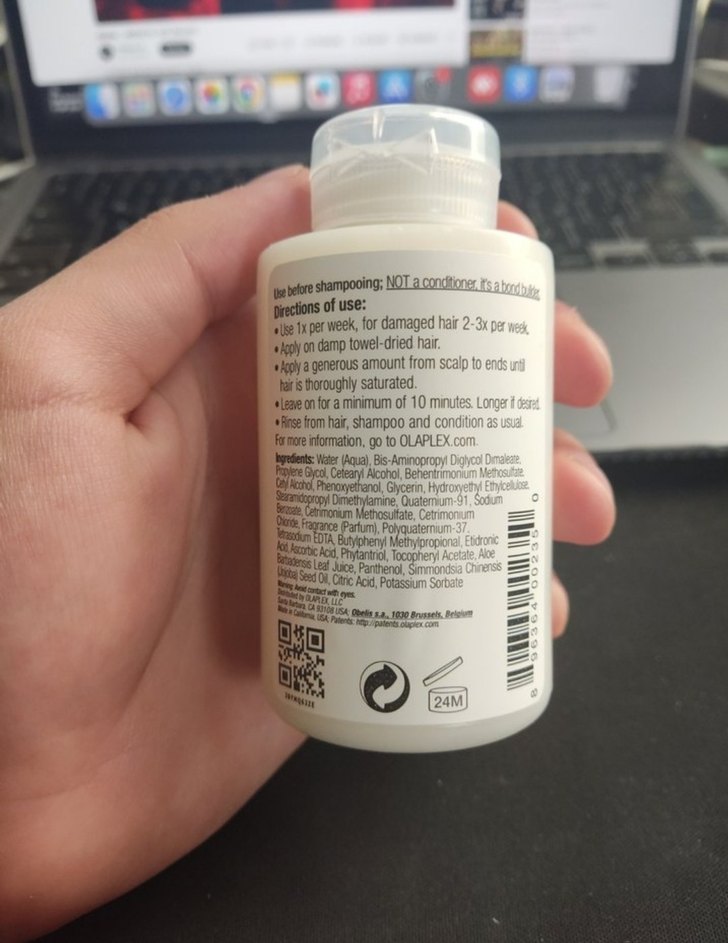 Use before shampooing; NOT a conditioner, it's a bond builder.
Directions of use:
• Use 1x per week, for damaged hair 2-3x per week.
• Apply on damp towel-dried hair.
• Apply a generous amount from scalp to ends until
hair is thoroughly saturated.
• Leave on for a minimum of 10 minutes. Longer if desired.
• Rinse from hair, shampoo and condition as usual.
For more information, go to OLAPLEX.com.
Ingredients: Water (Aqua), Bis-Aminopropyl Diglycol Dimaleate,
Propylene Glycol, Cetearyl Alcohol, Behentrimonium Methosulfate,
Cetyl Alcohol, Phenoxyethanol, Glycerin, Hydroxyethyl Ethylcellulose,
Stearamidopropyl Dimethylamine, Quaternium-91, Sodium
Benzoate, Cetrimonium Methosulfate, Cetrimonium
Chloride, Fragrance (Parfum), Polyquaternium-37,
Tetrasodium EDTA, Butylphenyl Methylpropional, Etidronic
Acid, Ascorbic Acid, Phytantriol, Tocopheryl Acetate, Aloe
Barbadensis Leaf Juice, Panthenol, Simmondsia Chinensis
(Jojoba) Seed Oil, Citric Acid, Potassium Sorbate
Warning: Avoid contact with eyes.
Distributed by OLAPLEX, LLC
Santa Barbara, CA 93108 USA; Obelis s.a., 1030 Brussels, Belgium
Made in California, USA; Patents: http://patents.olaplex.com
24M
8 96364 00235 0